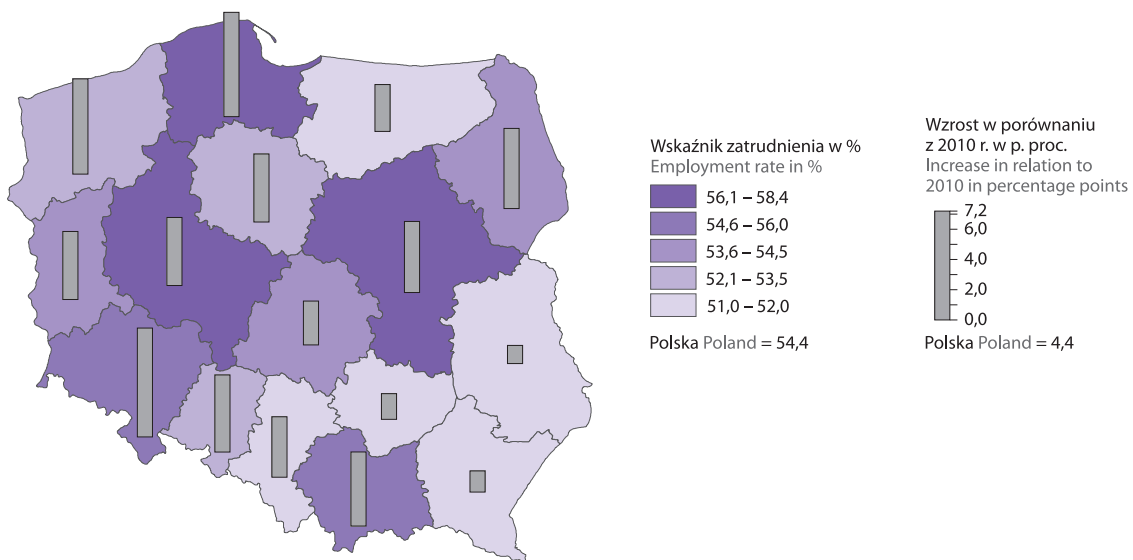 Wskaźnik zatrudnienia w %
Employment rate in %
56,1 – 58,4
54,6 – 56,0
53,6 – 54,5
52,1 – 53,5
51,0 – 52,0
Polska Poland = 54,4
Wzrost w porównaniu
z 2010 r. w p. proc.
Increase in relation to
2010 in percentage points
7,2
6,0
4,0
2,0
0,0
Polska Poland = 4,4